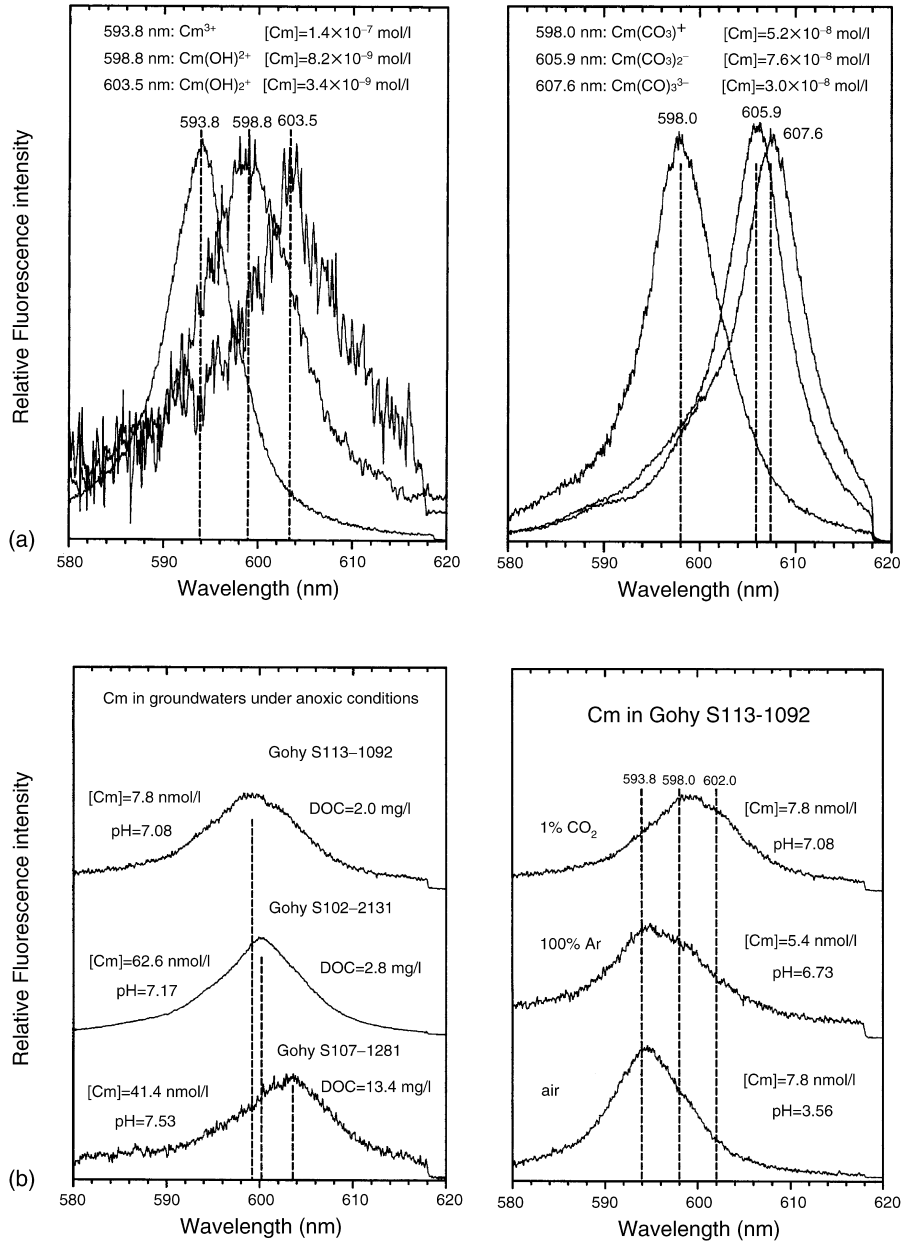 593.8 nm: Cm³⁺ [Cm]=1.4×10⁻⁷ mol/l
598.8 nm: Cm(OH)²⁺ [Cm]=8.2×10⁻⁹ mol/l
603.5 nm: Cm(OH)₂⁺ [Cm]=3.4×10⁻⁹ mol/l
593.8 598.8 603.5
Relative Fluorescence intensity
(a)
580 590 600 610 620
Wavelength (nm)
598.0 nm: Cm(CO₃)⁺ [Cm]=5.2×10⁻⁸ mol/l
605.9 nm: Cm(CO₃)₂⁻ [Cm]=7.6×10⁻⁸ mol/l
607.6 nm: Cm(CO)₃³⁻ [Cm]=3.0×10⁻⁸ mol/l
598.0 605.9 607.6
Relative Fluorescence intensity
580 590 600 610 620
Wavelength (nm)
Cm in groundwaters under anoxic conditions
Gohy S113–1092
[Cm]=7.8 nmol/l
DOC=2.0 mg/l
pH=7.08
Gohy S102–2131
[Cm]=62.6 nmol/l
DOC=2.8 mg/l
pH=7.17
Gohy S107–1281
[Cm]=41.4 nmol/l
DOC=13.4 mg/l
pH=7.53
Relative Fluorescence intensity
(b)
580 590 600 610 620
Wavelength (nm)
Cm in Gohy S113-1092
593.8 598.0 602.0
1% CO₂
[Cm]=7.8 nmol/l
pH=7.08
100% Ar
[Cm]=5.4 nmol/l
pH=6.73
air
[Cm]=7.8 nmol/l
pH=3.56
Relative Fluorescence intensity
580 590 600 610 620
Wavelength (nm)